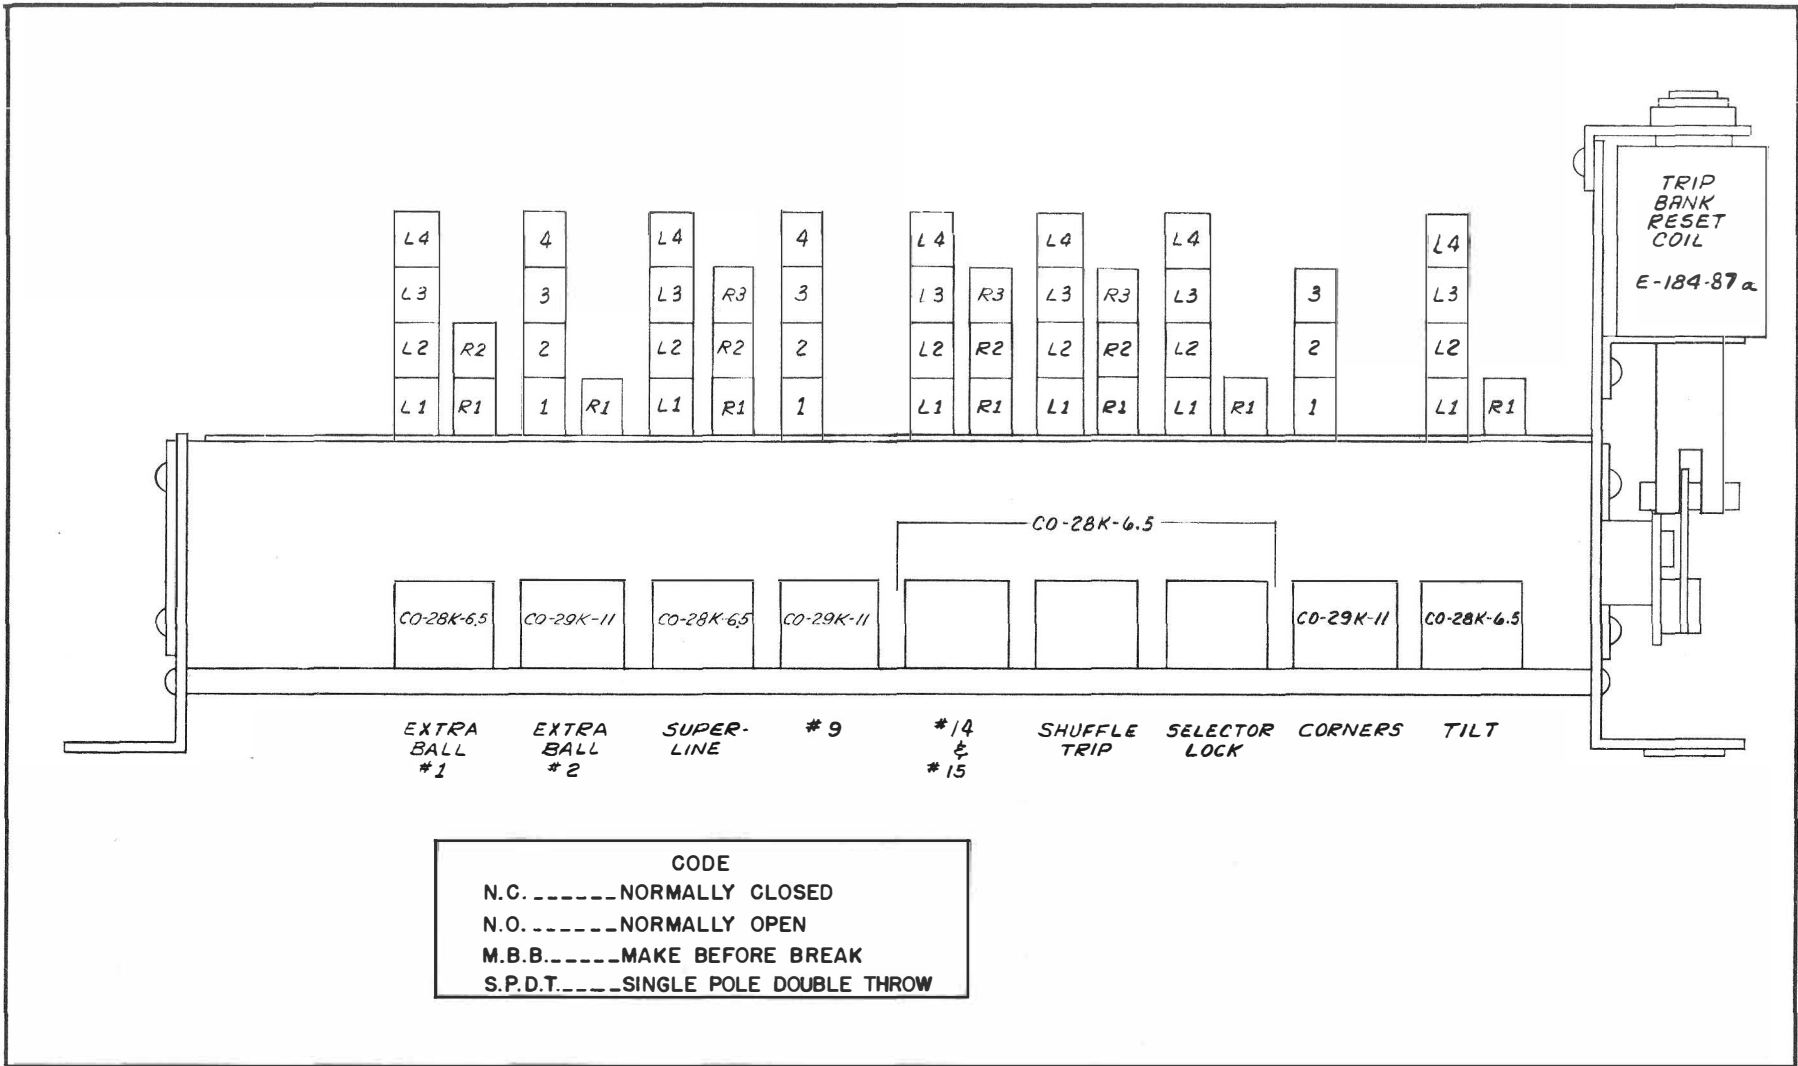 TRIP
BANK
RESET
COIL
E-184-87a
L4 4 L4 4 L4 L4 L4 L4
L3 3 L3 R3 3 L3 R3 L3 R3 L3 3 L3
L2 R2 2 L2 R2 2 L2 R2 L2 R2 L2 2 L2
L1 R1 1 R1 L1 R1 1 L1 R1 L1 R1 L1 R1 1 L1 R1
CO-28K-6.5
CO-28K-6.5 CO-29K-11 CO-28K-6.5 CO-29K-11 CO-29K-11 CO-28K-6.5
EXTRA
BALL
#1
EXTRA
BALL
#2
SUPER-
LINE
#9
#14
&
#15
SHUFFLE
TRIP
SELECTOR
LOCK
CORNERS
TILT
CODE
N.C. ------ NORMALLY CLOSED
N.O. ------ NORMALLY OPEN
M.B.B. ----- MAKE BEFORE BREAK
S.P.D.T. ---- SINGLE POLE DOUBLE THROW